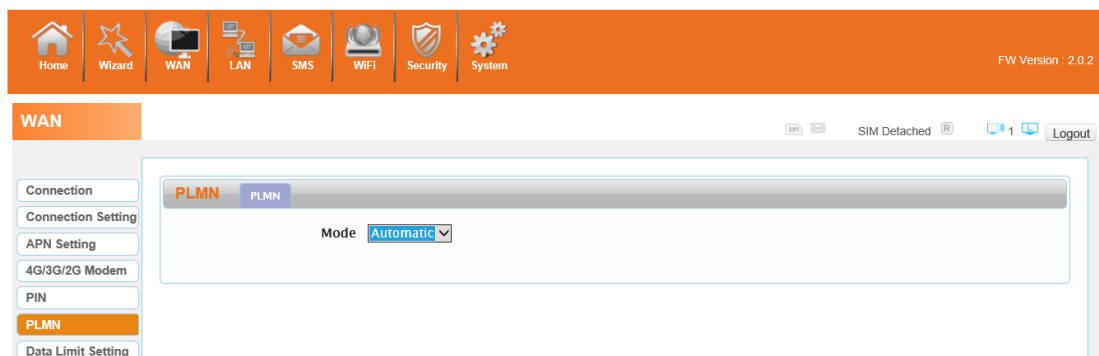 Home Wizard WAN LAN SMS WiFi Security System
FW Version : 2.0.2
WAN
SIM SIM Detached R 1 L Logout
Connection
Connection Setting
APN Setting
4G/3G/2G Modem
PIN
PLMN
Data Limit Setting
PLMN PLMN
Mode Automatic